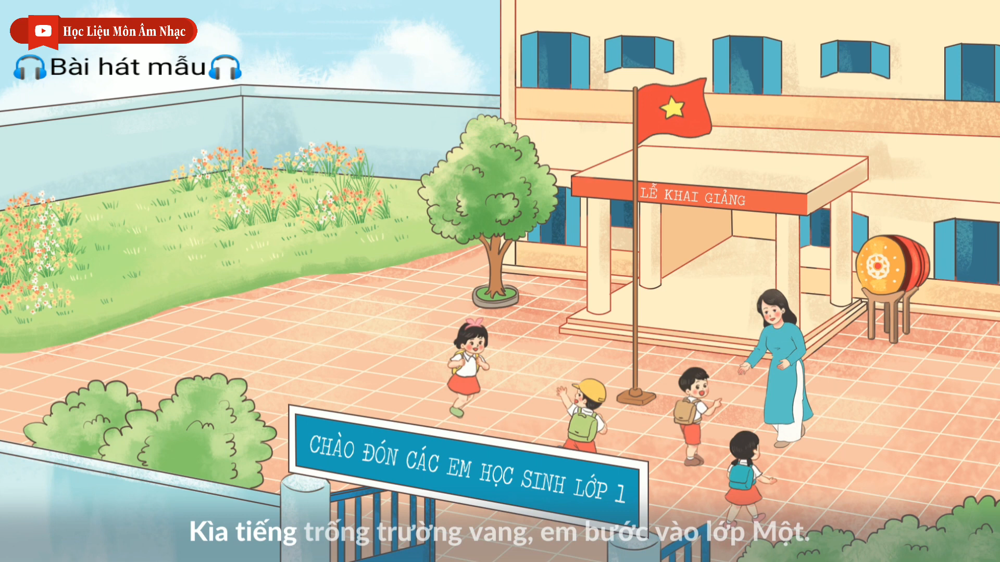 Học Liệu Môn Âm Nhạc
Bài hát mẫu
LỄ KHAI GIẢNG
CHÀO ĐÓN CÁC EM HỌC SINH LỚP 1
Kìa tiếng trống trường vang, em bước vào lớp Một.